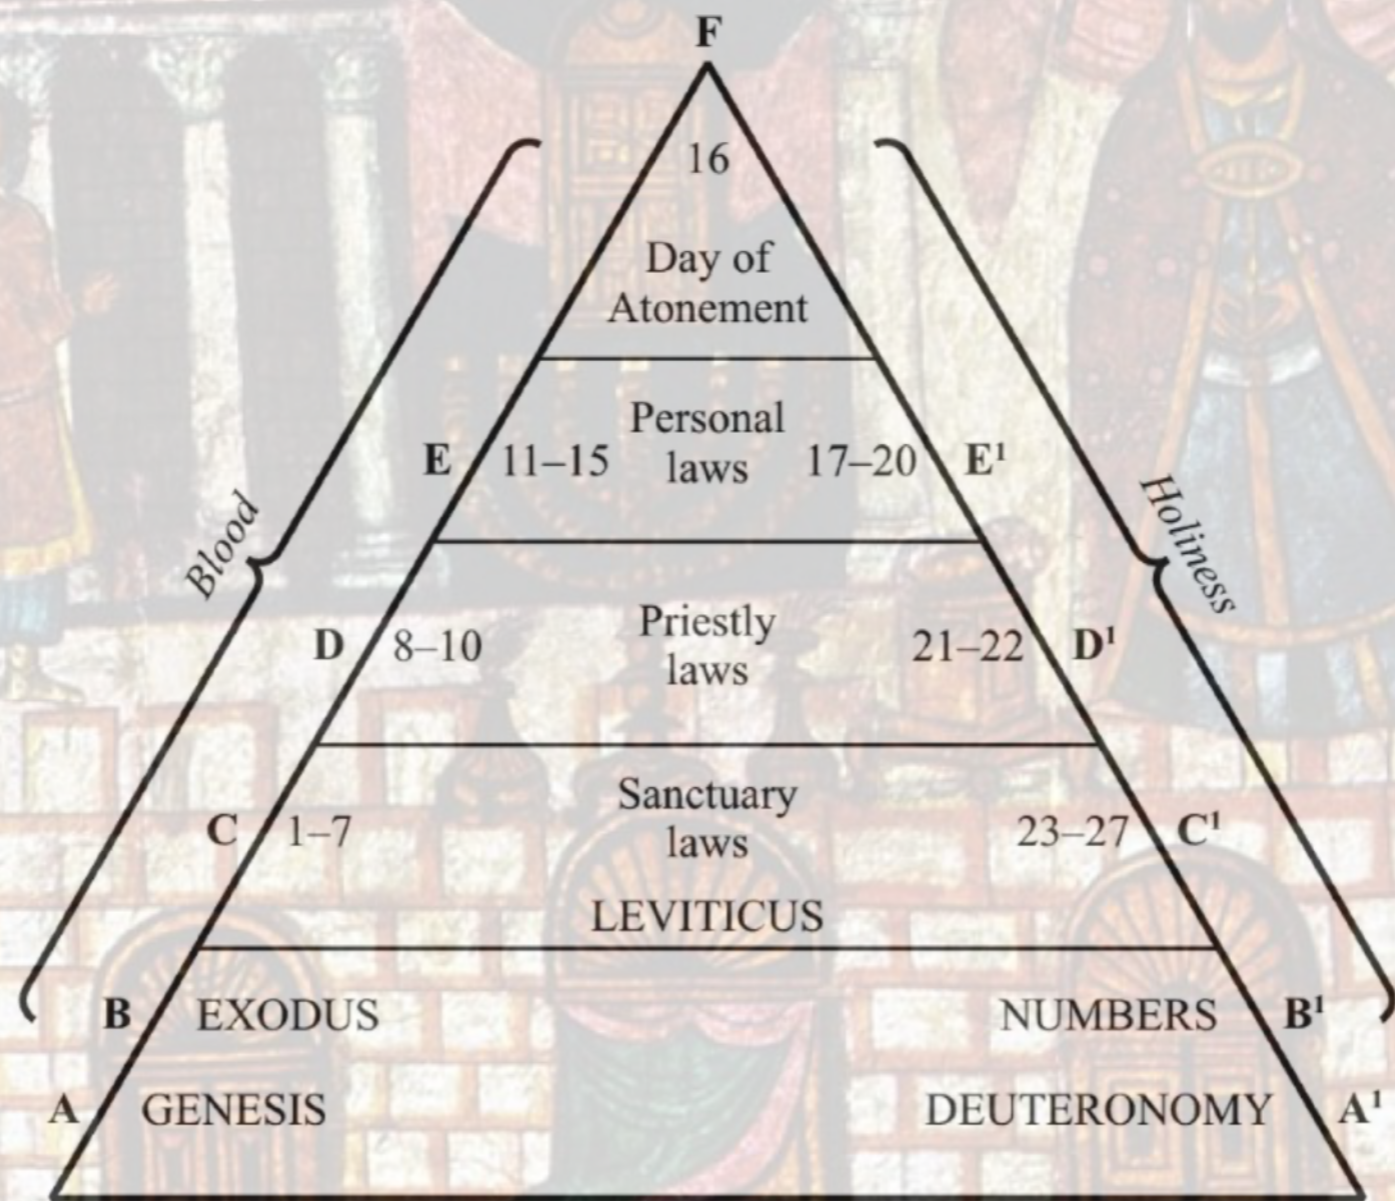 F
16
Day of
Atonement
Personal
E 11–15 laws 17–20 E¹
Blood
Holiness
Priestly
D 8–10 laws 21–22 D¹
Sanctuary
C 1–7 laws 23–27 C¹
LEVITICUS
B EXODUS NUMBERS B¹
A GENESIS DEUTERONOMY A¹